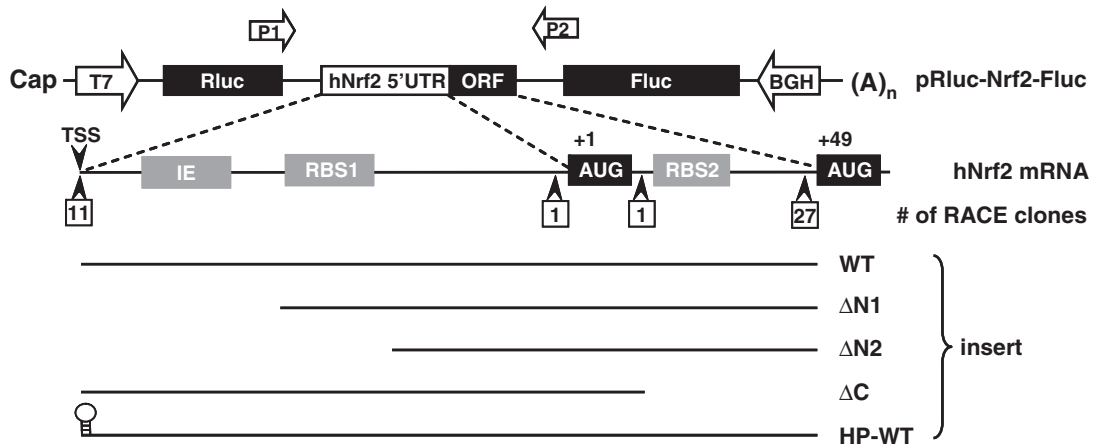 P1 P2
Cap T7 Rluc hNrf2 5’UTR ORF Fluc BGH (A)n pRluc-Nrf2-Fluc
TSS +1 +49
IE RBS1 AUG RBS2 AUG hNrf2 mRNA
11 1 1 27 # of RACE clones
WT
ΔN1
ΔN2 insert
ΔC
HP-WT